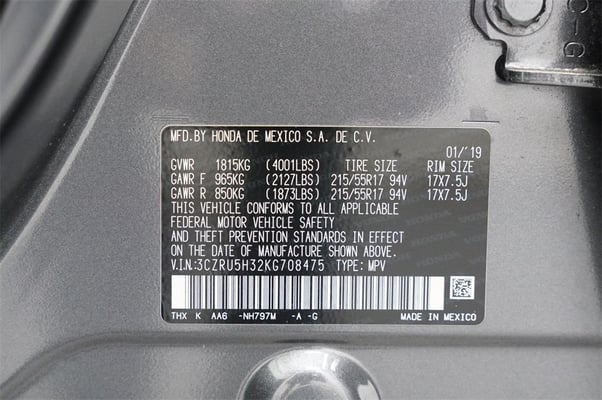 C-G
MFD.BY HONDA DE MEXICO S.A. DE C.V.
01/'19
GVWR 1815KG (4001LBS) TIRE SIZE RIM SIZE
GAWR F 965KG (2127LBS) 215/55R17 94V 17X7.5J
GAWR R 850KG (1873LBS) 215/55R17 94V 17X7.5J
THIS VEHICLE CONFORMS TO ALL APPLICABLE
FEDERAL MOTOR VEHICLE SAFETY
AND THEFT PREVENTION STANDARDS IN EFFECT
ON THE DATE OF MANUFACTURE SHOWN ABOVE.
V.I.N:3CZRU5H32KG708475 TYPE: MPV
THX K AA6 -NH797M -A -G MADE IN MEXICO